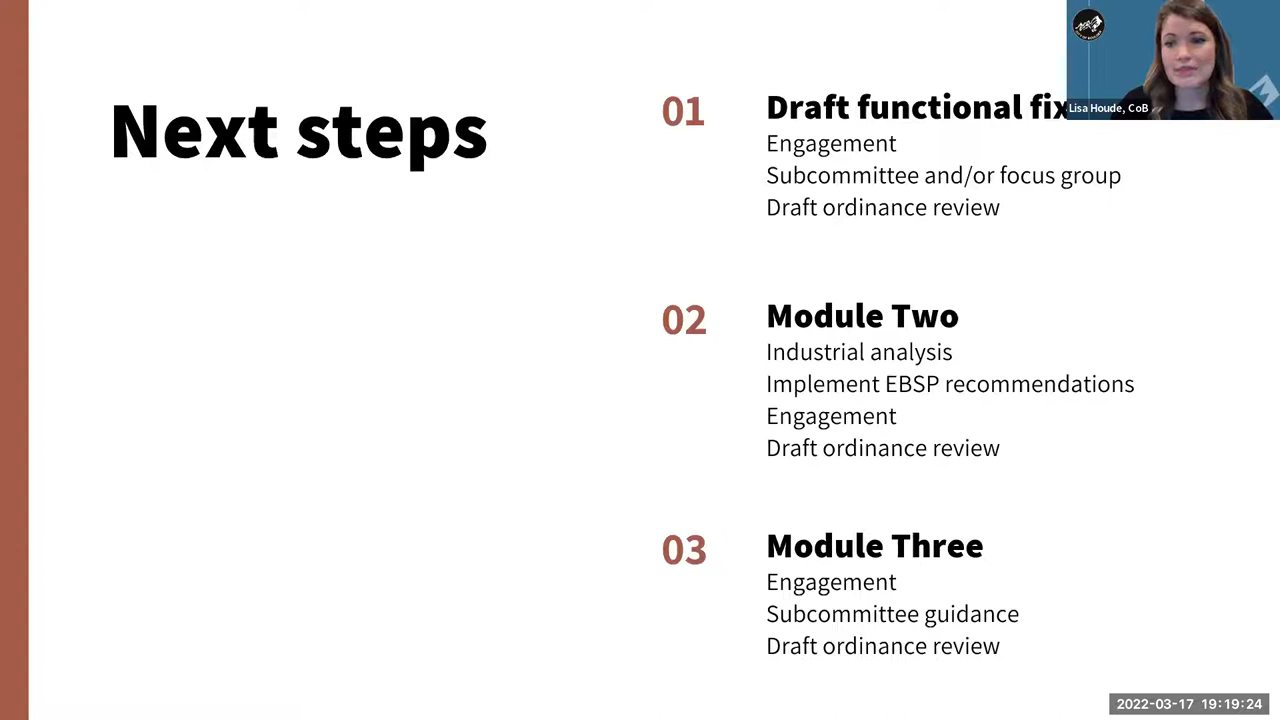 Next steps
01
Draft functional fix
Engagement
Subcommittee and/or focus group
Draft ordinance review
02
Module Two
Industrial analysis
Implement EBSP recommendations
Engagement
Draft ordinance review
03
Module Three
Engagement
Subcommittee guidance
Draft ordinance review
Lisa Houde, CoB
2022-03-17 19:19:24